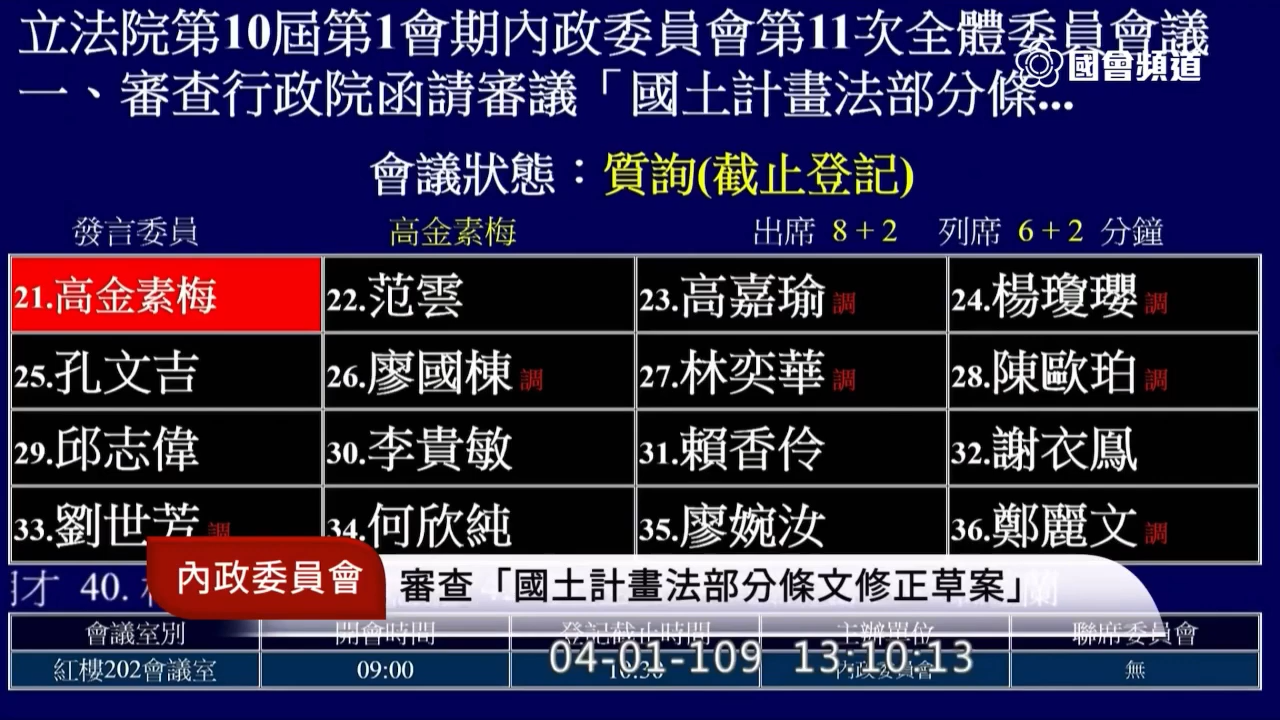 立法院第10屆第1會期內政委員會第11次全體委員會議
國會頻道
一、審查行政院函請審議「國土計畫法部分條...
會議狀態：質詢(截止登記)
發言委員 高金素梅 出席 8 + 2 列席 6 + 2 分鐘
21.高金素梅 22.范雲 23.高嘉瑜調 24.楊瓊瓔調
25.孔文吉 26.廖國棟調 27.林奕華調 28.陳歐珀調
29.邱志偉 30.李貴敏 31.賴香伶 32.謝衣鳯
33.劉世芳調 34.何欣純 35.廖婉汝 36.鄭麗文調
才 40.
內政委員會 審查「國土計畫法部分條文修正草案」
會議室別 開會時間 登記截止時間 主辦單位 聯席委員會
紅樓202會議室 09:00 10:30 內政委員會 無
04-01-109 13:10:13